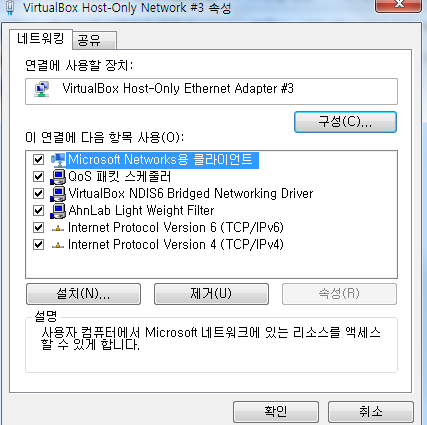 VirtualBox Host-Only Network #3 속성
네트워킹 공유
연결에 사용할 장치:
VirtualBox Host-Only Ethernet Adapter #3
구성(C)...
이 연결에 다음 항목 사용(O):
Microsoft Networks용 클라이언트
QoS 패킷 스케줄러
VirtualBox NDIS6 Bridged Networking Driver
AhnLab Light Weight Filter
Internet Protocol Version 6 (TCP/IPv6)
Internet Protocol Version 4 (TCP/IPv4)
설치(N)... 제거(U) 속성(R)
설명
사용자 컴퓨터에서 Microsoft 네트워크에 있는 리소스를 액세스
할 수 있게 합니다.
확인 취소